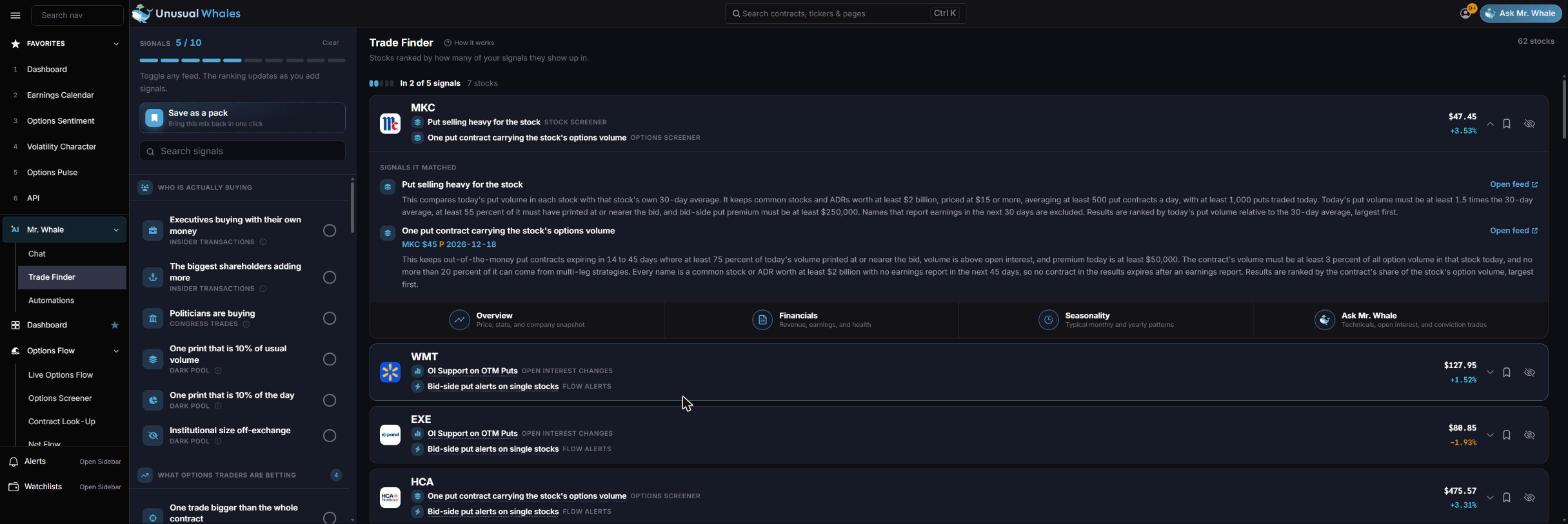 Search nav
Unusual Whales
Search contracts, tickers & pages
Ctrl K
9+
Ask Mr. Whale
FAVORITES
1 Dashboard
2 Earnings Calendar
3 Options Sentiment
4 Volatility Character
5 Options Pulse
6 API
AI Mr. Whale
Chat
Trade Finder
Automations
Dashboard
Options Flow
Live Options Flow
Options Screener
Contract Look-Up
Net Flow
Alerts Open Sidebar
Watchlists Open Sidebar
SIGNALS 5 / 10 Clear
Toggle any feed. The ranking updates as you add
signals.
Save as a pack
Bring this mix back in one click
Search signals
WHO IS ACTUALLY BUYING
Executives buying with their own
money
INSIDER TRANSACTIONS
The biggest shareholders adding
more
INSIDER TRANSACTIONS
Politicians are buying
CONGRESS TRADES
One print that is 10% of usual
volume
DARK POOL
One print that is 10% of the day
DARK POOL
Institutional size off-exchange
DARK POOL
WHAT OPTIONS TRADERS ARE BETTING 4
One trade bigger than the whole
contract
Trade Finder How it works
62 stocks
Stocks ranked by how many of your signals they show up in.
In 2 of 5 signals 7 stocks
MKC
Put selling heavy for the stock STOCK SCREENER
One put contract carrying the stock's options volume OPTIONS SCREENER
$47.45
+3.53%
SIGNALS IT MATCHED
Put selling heavy for the stock
Open feed
This compares today's put volume in each stock with that stock's own 30-day average. It keeps common stocks and ADRs worth at least $2 billion, priced at $15 or more, averaging at least 500 put contracts a day, with at least 1,000 puts traded today. Today's put volume must be at least 1.5 times the 30-day
average, at least 55 percent of it must have printed at or nearer the bid, and bid-side put premium must be at least $250,000. Names that report earnings in the next 30 days are excluded. Results are ranked by today's put volume relative to the 30-day average, largest first.
One put contract carrying the stock's options volume
Open feed
MKC $45 P 2026-12-18
This keeps out-of-the-money put contracts expiring in 14 to 45 days where at least 75 percent of today's volume printed at or nearer the bid, volume is above open interest, and premium today is at least $50,000. The contract's volume must be at least 3 percent of all option volume in that stock today, and no
more than 20 percent of it can come from multi-leg strategies. Every name is a common stock or ADR worth at least $2 billion with no earnings report in the next 45 days, so no contract in the results expires after an earnings report. Results are ranked by the contract's share of the stock's option volume, largest
first.
Overview
Price, stats, and company snapshot
Financials
Revenue, earnings, and health
Seasonality
Typical monthly and yearly patterns
Ask Mr. Whale
Technicals, open interest, and conviction trades
WMT
OI Support on OTM Puts OPEN INTEREST CHANGES
Bid-side put alerts on single stocks FLOW ALERTS
$127.95
+1.52%
EXE
OI Support on OTM Puts OPEN INTEREST CHANGES
Bid-side put alerts on single stocks FLOW ALERTS
$80.85
-1.93%
HCA
One put contract carrying the stock's options volume OPTIONS SCREENER
Bid-side put alerts on single stocks FLOW ALERTS
$475.57
+3.31%